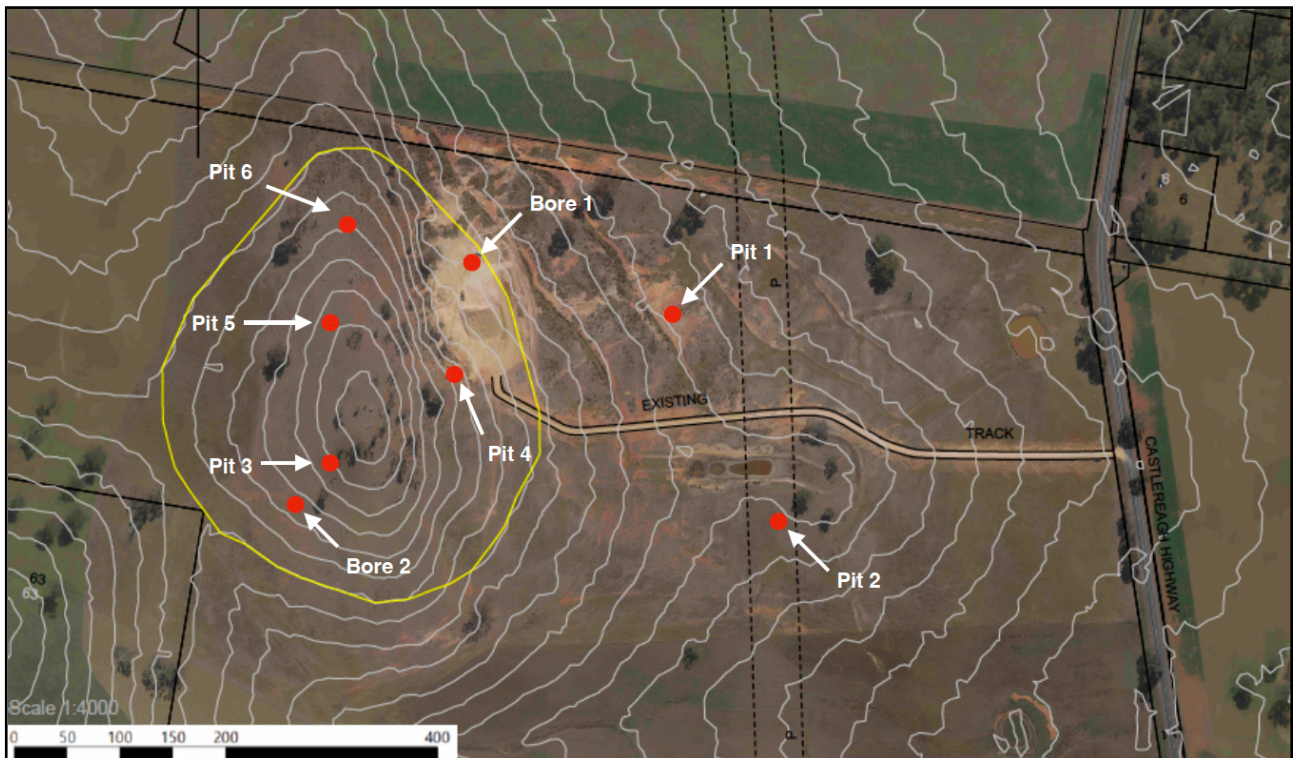 Pit 6
Bore 1
6
6
Pit 1
P
Pit 5
EXISTING
TRACK
Pit 4
Pit 3
CASTLEREAGH HIGHWAY
Bore 2
Pit 2
63
63
Scale 1:4000
P
0 50 100 150 200 400